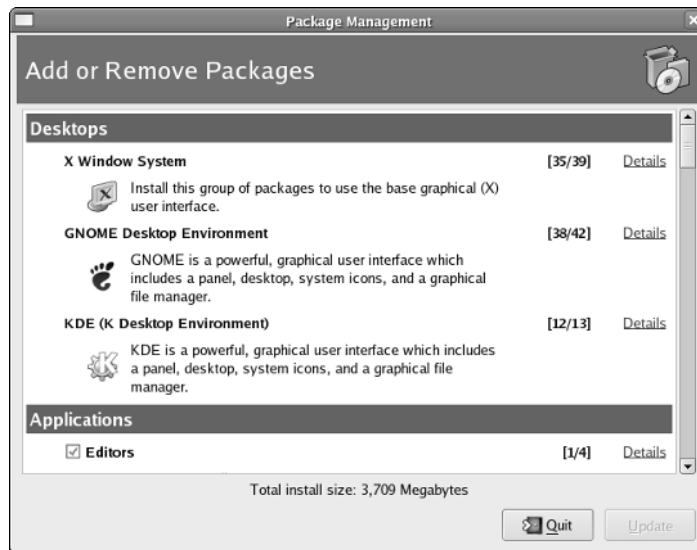 Package Management
Add or Remove Packages
Desktops
X Window System [35/39] Details
Install this group of packages to use the base graphical (X)
user interface.
GNOME Desktop Environment [38/42] Details
GNOME is a powerful, graphical user interface which
includes a panel, desktop, system icons, and a graphical
file manager.
KDE (K Desktop Environment) [12/13] Details
KDE is a powerful, graphical user interface which includes
a panel, desktop, system icons, and a graphical file
manager.
Applications
Editors [1/4] Details
Total install size: 3,709 Megabytes
Quit Update